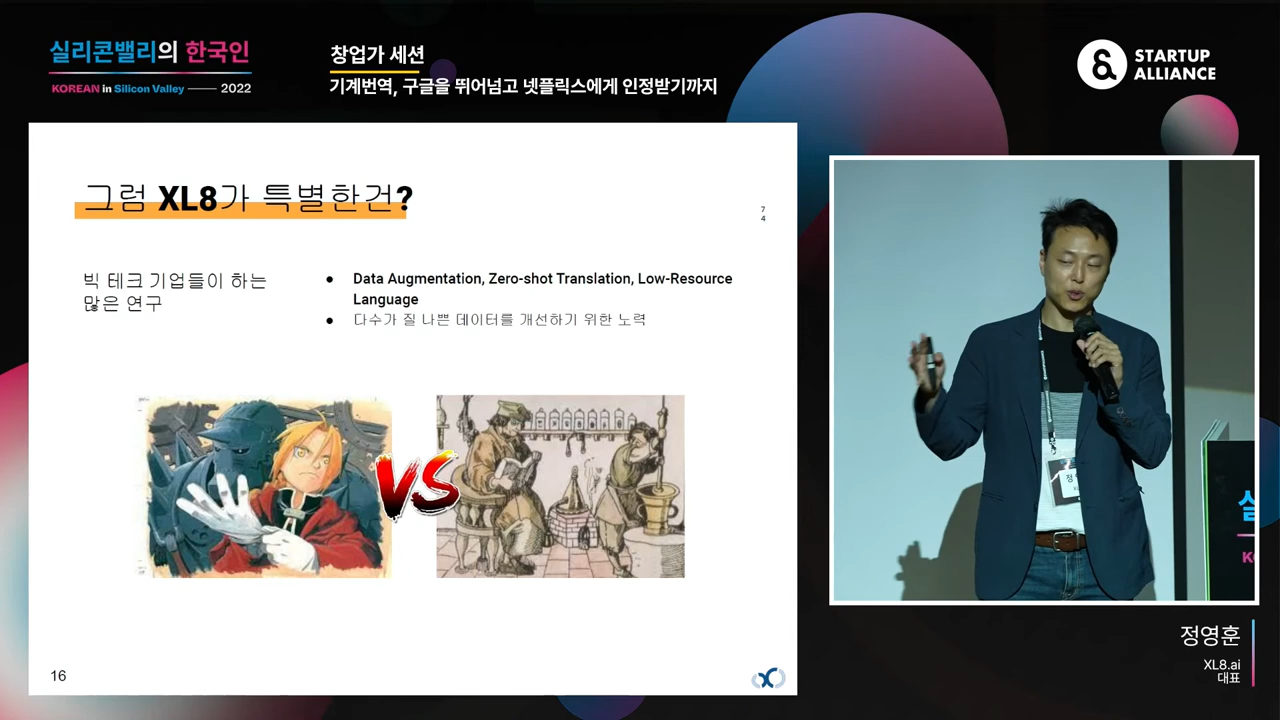 실리콘밸리의 한국인
KOREAN in Silicon Valley 2022
창업가 세션
기계번역, 구글을 뛰어넘고 넷플릭스에게 인정받기까지
STARTUP
ALLIANCE
그럼 XL8가 특별한건?
7
4
빅 테크 기업들이 하는
많은 연구
● Data Augmentation, Zero-shot Translation, Low-Resource
Language
● 다수가 질 나쁜 데이터를 개선하기 위한 노력
VS
16
정
실
K
정영훈
XL8.ai
대표